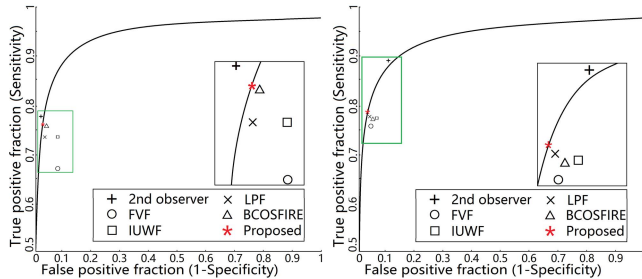 True positive fraction (Sensitivity)
1
0.9
0.8
0.7
0.6
0.5
+ 2nd observer
× LPF
○ FVF
△ BCOSFIRE
□ IUWF
* Proposed
0 0.1 0.2 0.3 0.4 0.5 0.6 0.7 0.8 0.9 1
False positive fraction (1-Specificity)
True positive fraction (Sensitivity)
1
0.9
0.8
0.7
0.6
0.5
+ 2nd observer
× LPF
○ FVF
△ BCOSFIRE
□ IUWF
* Proposed
0 0.1 0.2 0.3 0.4 0.5 0.6 0.7 0.8 0.9
False positive fraction (1-Specificity)